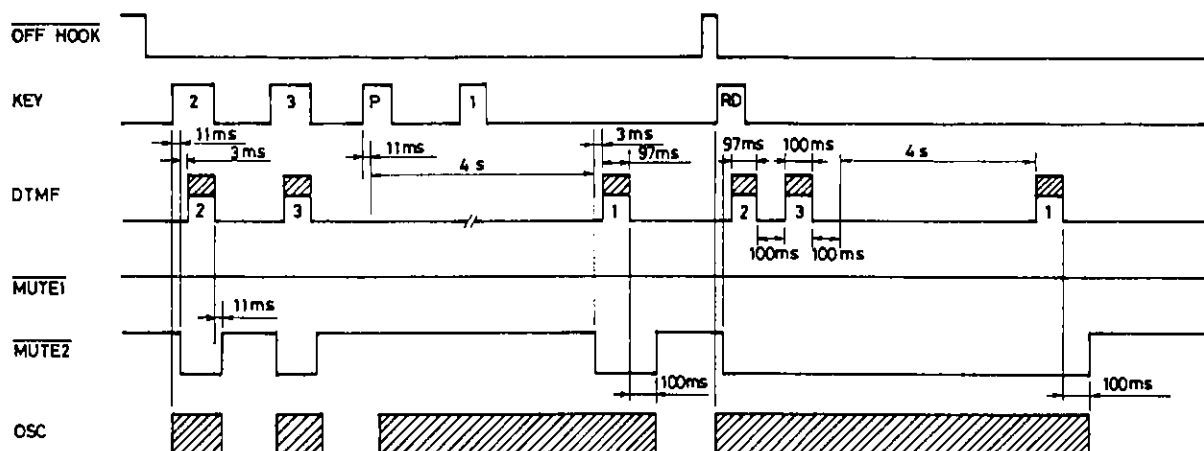 OFF HOOK
KEY
2
3
P
1
RD
11ms
3ms
11ms
4 s
3ms
97ms
97ms
100ms
4 s
DTMF
2
3
1
2
3
1
100ms
100ms
MUTE1
11ms
MUTE2
100ms
100ms
OSC